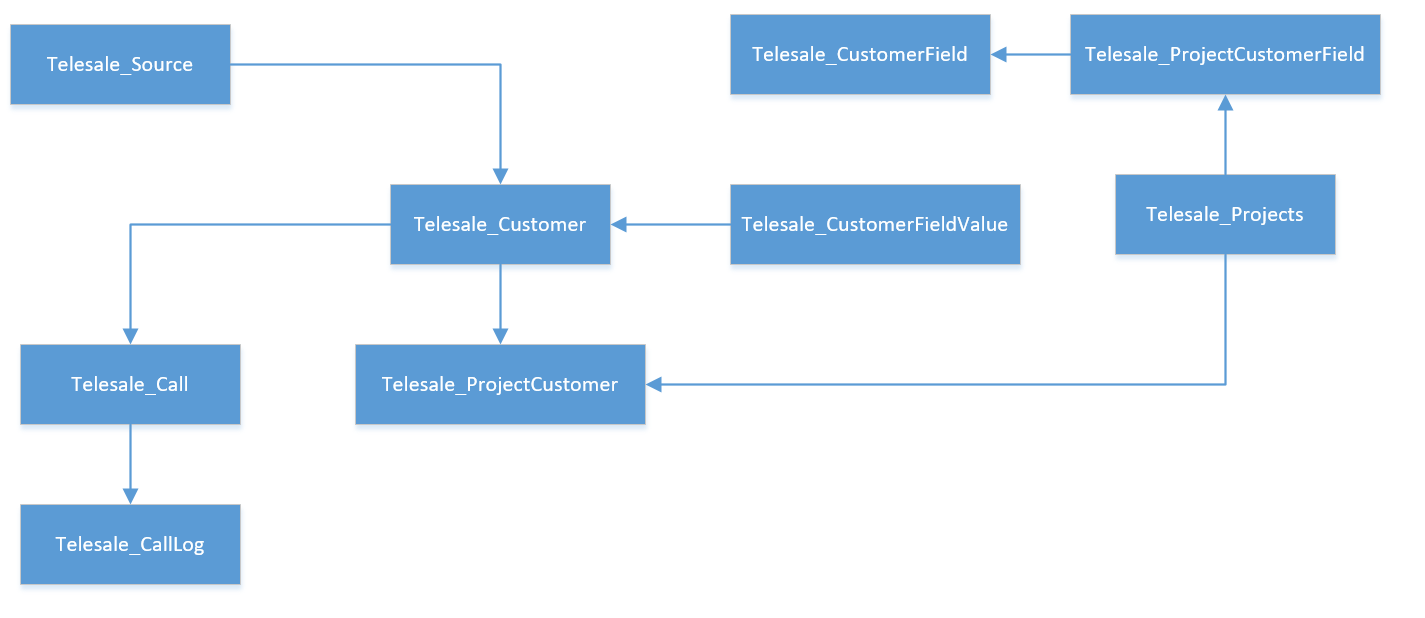 Telesale_Source
Telesale_CustomerField
Telesale_ProjectCustomerField
Telesale_Customer
Telesale_CustomerFieldValue
Telesale_Projects
Telesale_Call
Telesale_ProjectCustomer
Telesale_CallLog